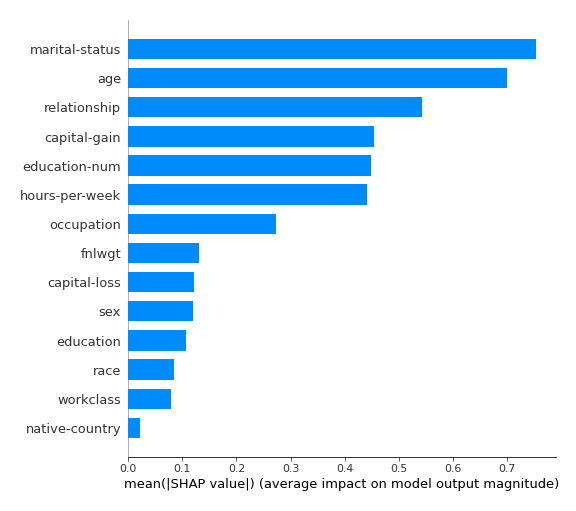 marital-status
age
relationship
capital-gain
education-num
hours-per-week
occupation
fnlwgt
capital-loss
sex
education
race
workclass
native-country
0.0 0.1 0.2 0.3 0.4 0.5 0.6 0.7
mean(|SHAP value|) (average impact on model output magnitude)